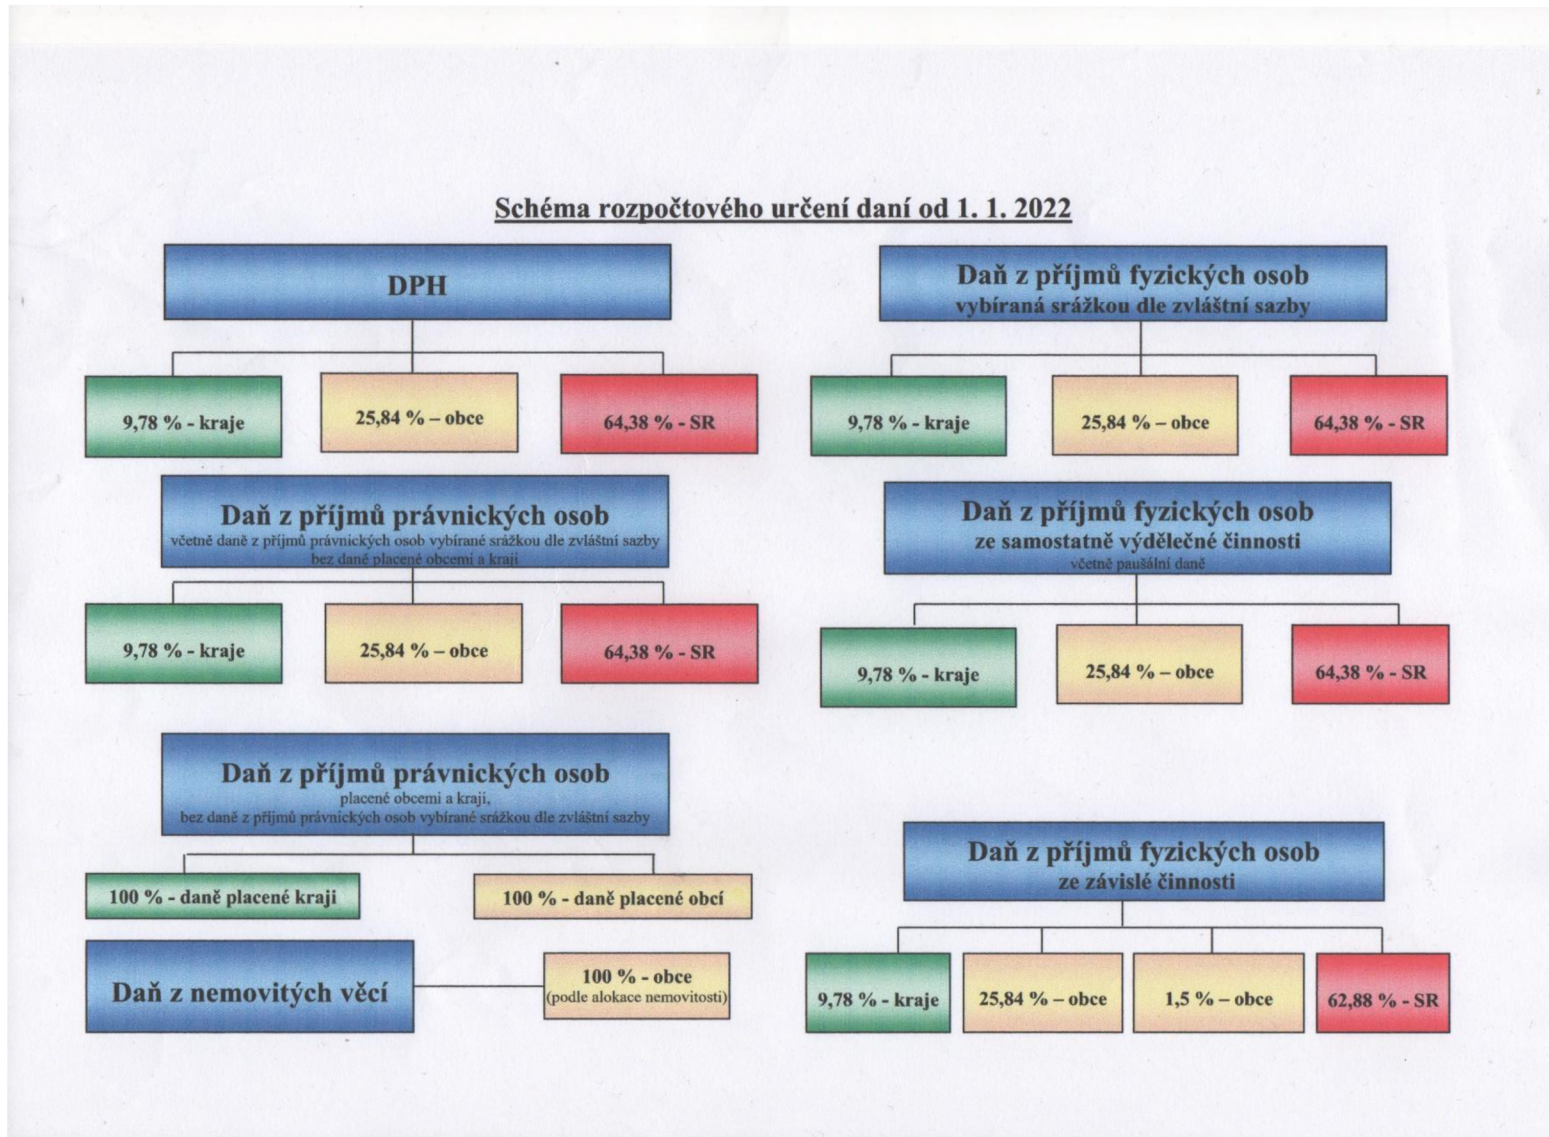 Schéma rozpočtového určení daní od 1. 1. 2022
DPH
9,78 % - kraje
25,84 % – obce
64,38 % - SR
Daň z příjmů fyzických osob
vybíraná srážkou dle zvláštní sazby
9,78 % - kraje
25,84 % – obce
64,38 % - SR
Daň z příjmů právnických osob
včetně daně z příjmů právnických osob vybírané srážkou dle zvláštní sazby
bez daně placené obcemi a kraji
9,78 % - kraje
25,84 % – obce
64,38 % - SR
Daň z příjmů fyzických osob
ze samostatně výdělečné činnosti
včetně paušální daně
9,78 % - kraje
25,84 % – obce
64,38 % - SR
Daň z příjmů právnických osob
placené obcemi a kraji,
bez daně z příjmů právnických osob vybírané srážkou dle zvláštní sazby
100 % - daně placené kraji
100 % - daně placené obcí
Daň z nemovitých věcí
100 % - obce
(podle alokace nemovitosti)
Daň z příjmů fyzických osob
ze závislé činnosti
9,78 % - kraje
25,84 % – obce
1,5 % – obce
62,88 % - SR